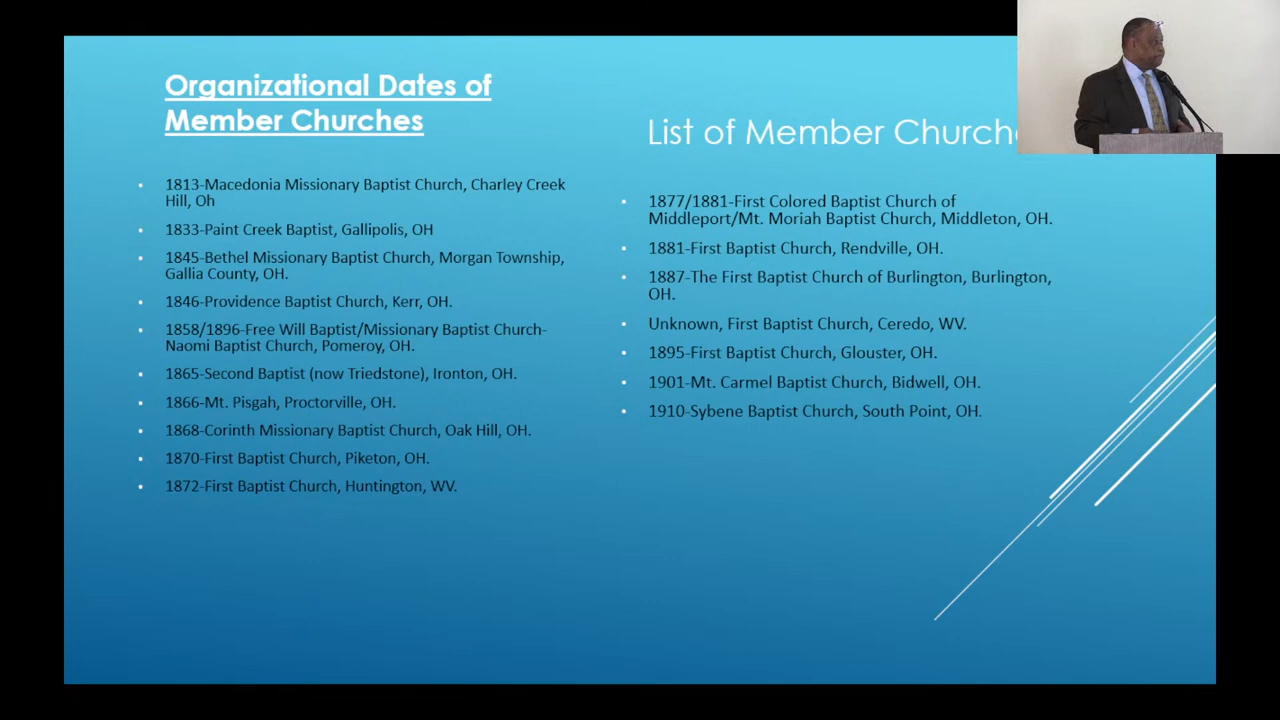 Organizational Dates of
Member Churches
1813-Macedonia Missionary Baptist Church, Charley Creek
Hill, Oh
1833-Paint Creek Baptist, Gallipolis, OH
1845-Bethel Missionary Baptist Church, Morgan Township,
Gallia County, OH.
1846-Providence Baptist Church, Kerr, OH.
1858/1896-Free Will Baptist/Missionary Baptist Church-
Naomi Baptist Church, Pomeroy, OH.
1865-Second Baptist (now Triedstone), Ironton, OH.
1866-Mt. Pisgah, Proctorville, OH.
1868-Corinth Missionary Baptist Church, Oak Hill, OH.
1870-First Baptist Church, Piketon, OH.
1872-First Baptist Church, Huntington, WV.
List of Member Church
1877/1881-First Colored Baptist Church of
Middleport/Mt. Moriah Baptist Church, Middleton, OH.
1881-First Baptist Church, Rendville, OH.
1887-The First Baptist Church of Burlington, Burlington,
OH.
Unknown, First Baptist Church, Ceredo, WV.
1895-First Baptist Church, Glouster, OH.
1901-Mt. Carmel Baptist Church, Bidwell, OH.
1910-Sybene Baptist Church, South Point, OH.